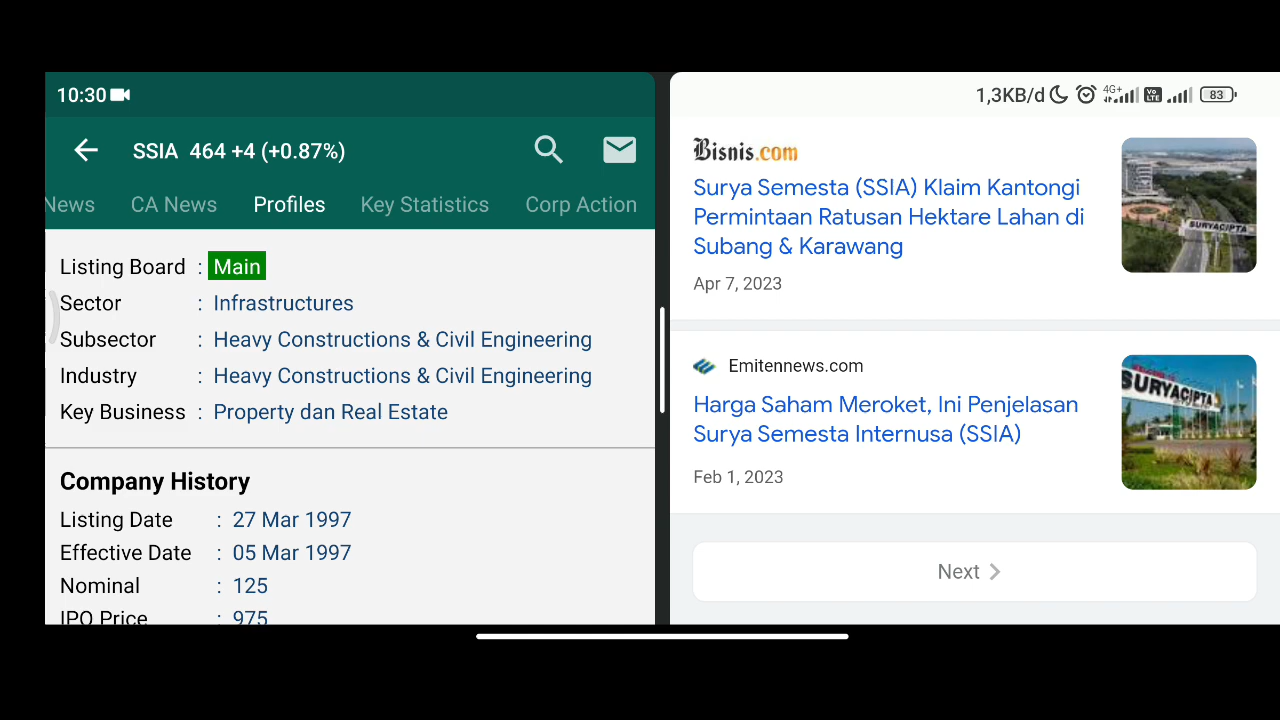 10:30
SSIA 464 +4 (+0.87%)
News CA News Profiles Key Statistics Corp Action
Listing Board : Main
Sector : Infrastructures
Subsector : Heavy Constructions & Civil Engineering
Industry : Heavy Constructions & Civil Engineering
Key Business : Property dan Real Estate
Company History
Listing Date : 27 Mar 1997
Effective Date : 05 Mar 1997
Nominal : 125
IPO Price : 975
1,3KB/d 4G+ Vo LTE 83
Bisnis.com
Surya Semesta (SSIA) Klaim Kantongi
Permintaan Ratusan Hektare Lahan di
Subang & Karawang
Apr 7, 2023
SURYACIPTA
Emitennews.com
Harga Saham Meroket, Ini Penjelasan
Surya Semesta Internusa (SSIA)
Feb 1, 2023
SURYACIPTA
Next